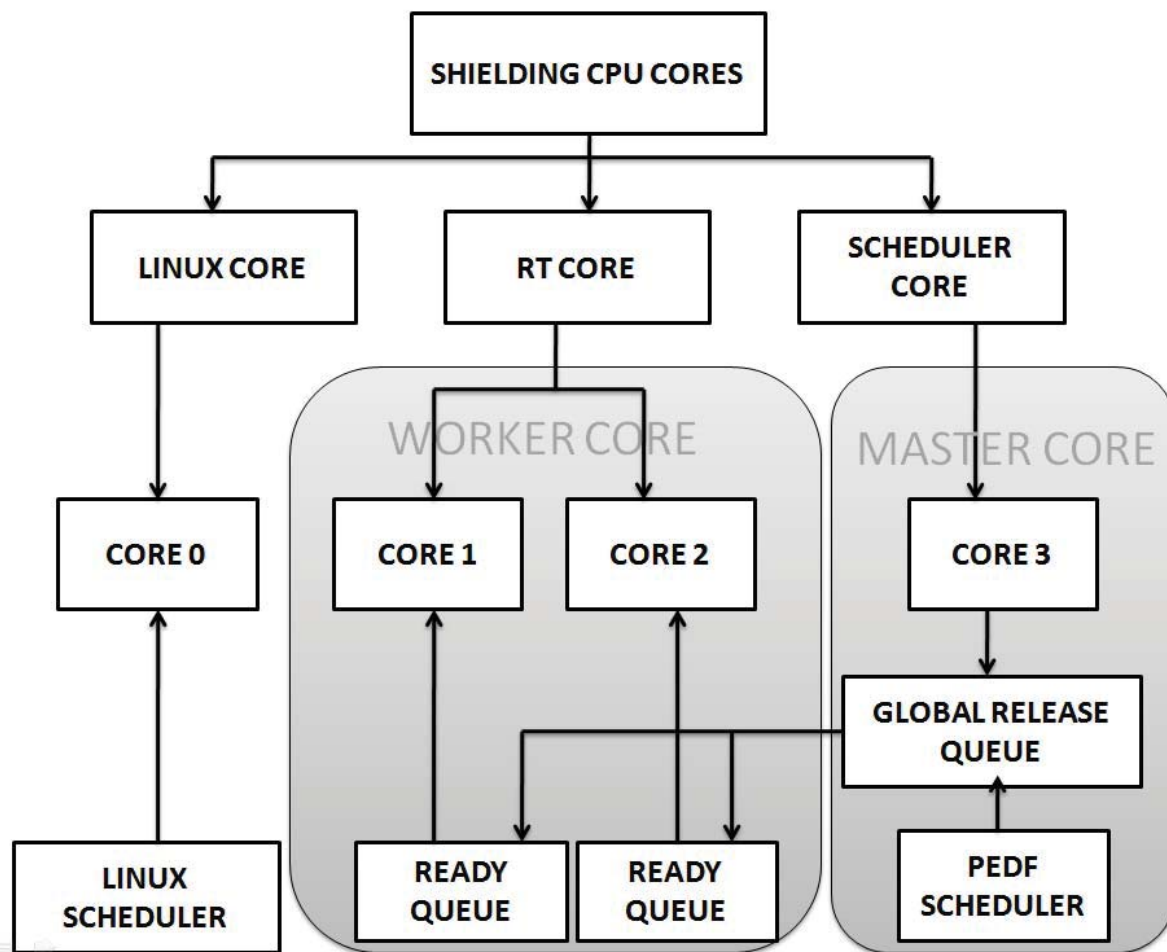 SHIELDING CPU CORES
LINUX CORE
RT CORE
SCHEDULER
CORE
WORKER CORE
MASTER CORE
CORE 0
CORE 1
CORE 2
CORE 3
GLOBAL RELEASE
QUEUE
LINUX
SCHEDULER
READY
QUEUE
READY
QUEUE
PEDF
SCHEDULER